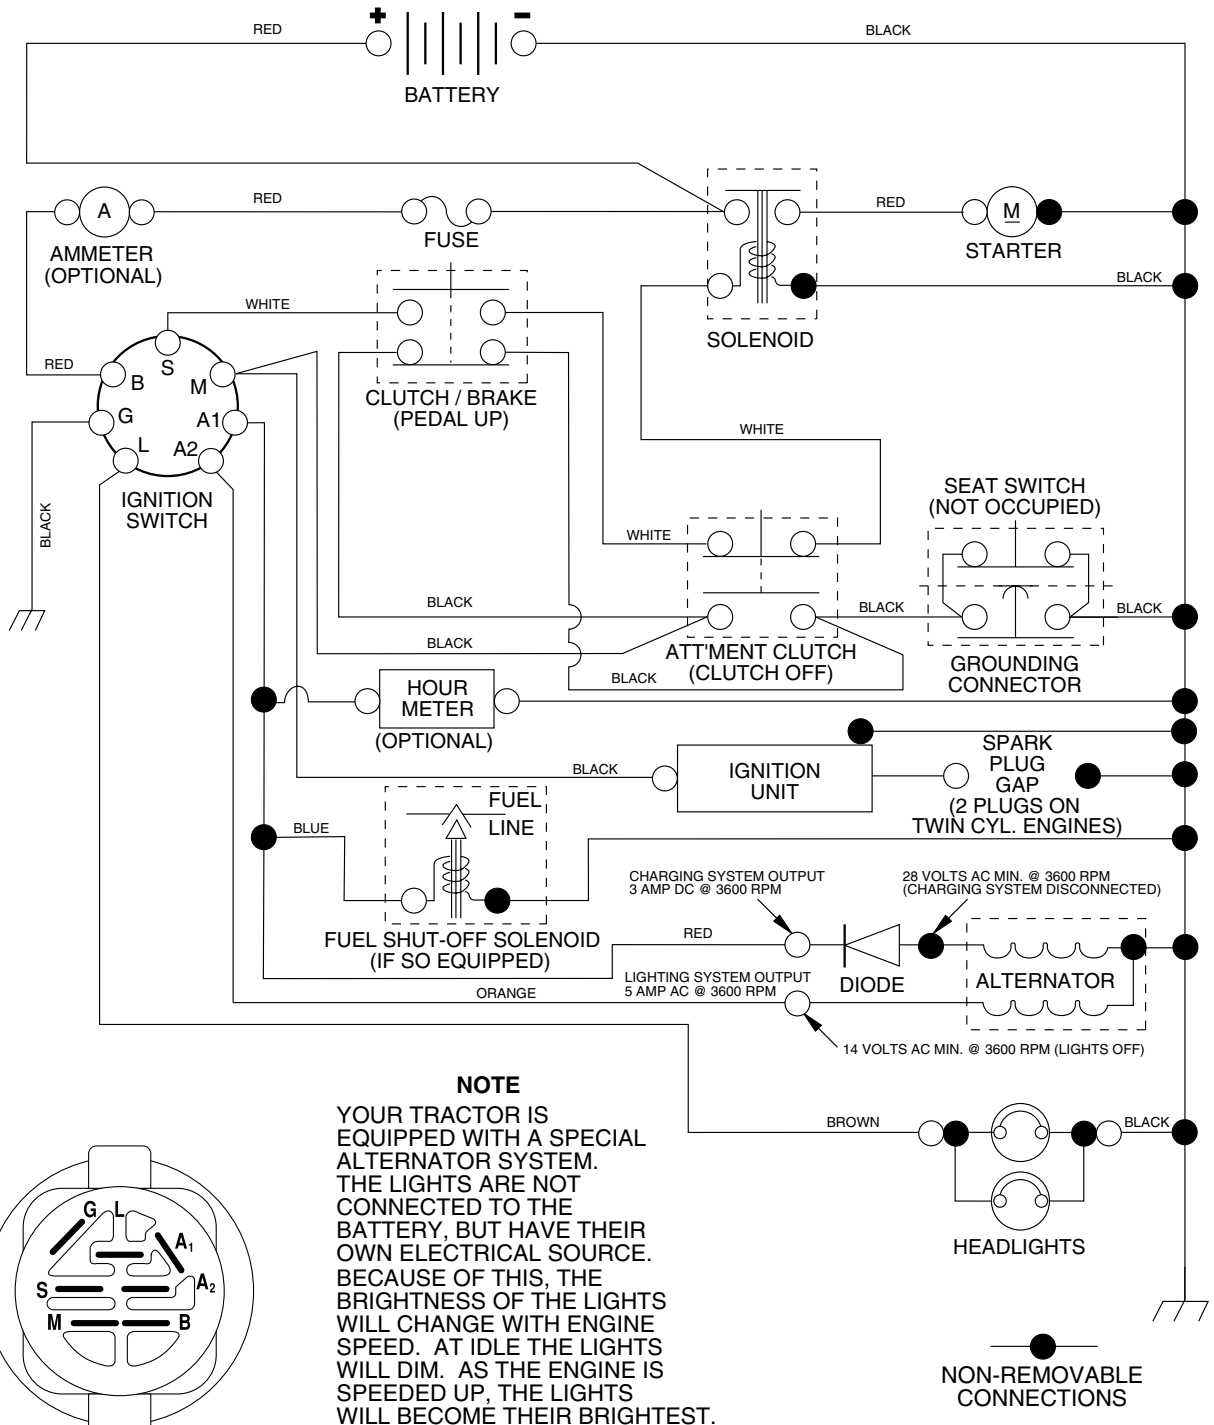 + -
RED
BLACK
BATTERY
RED
A
FUSE
AMMETER
(OPTIONAL)
RED
M
STARTER
BLACK
SOLENOID
WHITE
RED
S
B
M
G
A1
L
A2
IGNITION
SWITCH
BLACK
CLUTCH / BRAKE
(PEDAL UP)
WHITE
WHITE
SEAT SWITCH
(NOT OCCUPIED)
BLACK
BLACK
BLACK
BLACK
BLACK
ATT'MENT CLUTCH
(CLUTCH OFF)
GROUNDING
CONNECTOR
HOUR
METER
(OPTIONAL)
BLACK
IGNITION
UNIT
SPARK
PLUG
GAP
(2 PLUGS ON
TWIN CYL. ENGINES)
FUEL
LINE
BLUE
FUEL SHUT-OFF SOLENOID
(IF SO EQUIPPED)
CHARGING SYSTEM OUTPUT
3 AMP DC @ 3600 RPM
28 VOLTS AC MIN. @ 3600 RPM
(CHARGING SYSTEM DISCONNECTED)
RED
DIODE
ALTERNATOR
LIGHTING SYSTEM OUTPUT
5 AMP AC @ 3600 RPM
ORANGE
14 VOLTS AC MIN. @ 3600 RPM (LIGHTS OFF)
NOTE
YOUR TRACTOR IS
EQUIPPED WITH A SPECIAL
ALTERNATOR SYSTEM.
THE LIGHTS ARE NOT
CONNECTED TO THE
BATTERY, BUT HAVE THEIR
OWN ELECTRICAL SOURCE.
BECAUSE OF THIS, THE
BRIGHTNESS OF THE LIGHTS
WILL CHANGE WITH ENGINE
SPEED. AT IDLE THE LIGHTS
WILL DIM. AS THE ENGINE IS
SPEEDED UP, THE LIGHTS
WILL BECOME THEIR BRIGHTEST.
BROWN
BLACK
HEADLIGHTS
G L
A1
S
A2
M
B
NON-REMOVABLE
CONNECTIONS